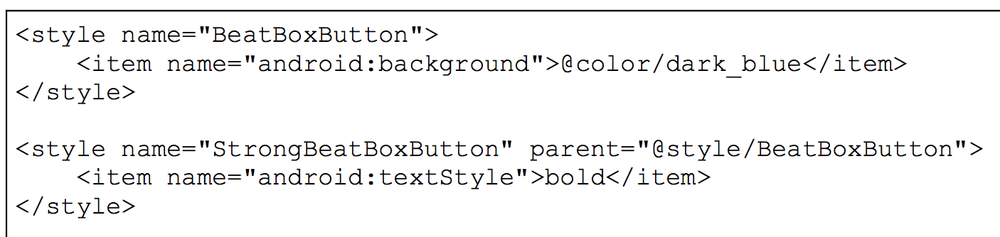 <style name="BeatBoxButton">
    <item name="android:background">@color/dark_blue</item>
</style>

<style name="StrongBeatBoxButton" parent="@style/BeatBoxButton">
    <item name="android:textStyle">bold</item>
</style>